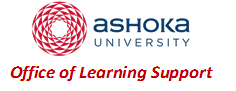 ASHOKA
UNIVERSITY
Office of Learning Support